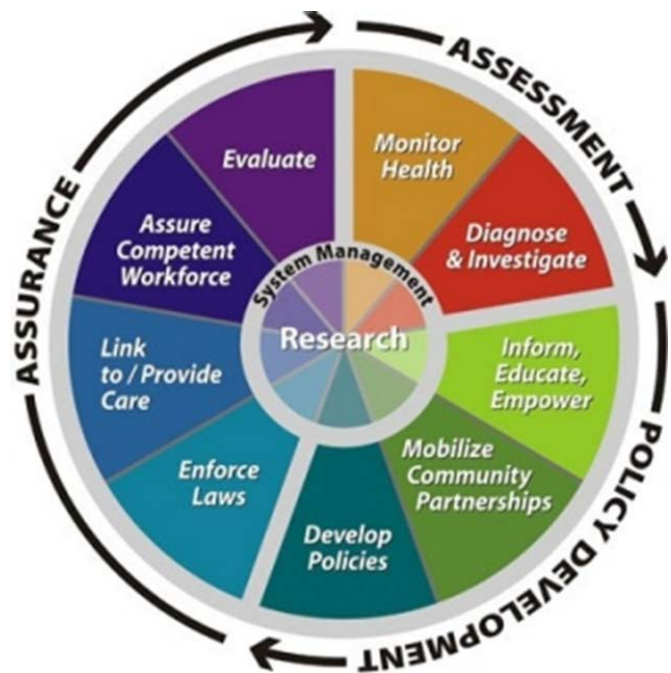 ASSESSMENT
Monitor
Health
Diagnose
& Investigate
POLICY DEVELOPMENT
Inform,
Educate,
Empower
Mobilize
Community
Partnerships
Develop
Policies
ASSURANCE
Enforce
Laws
Link
to / Provide
Care
Assure
Competent
Workforce
Evaluate
System Management
Research